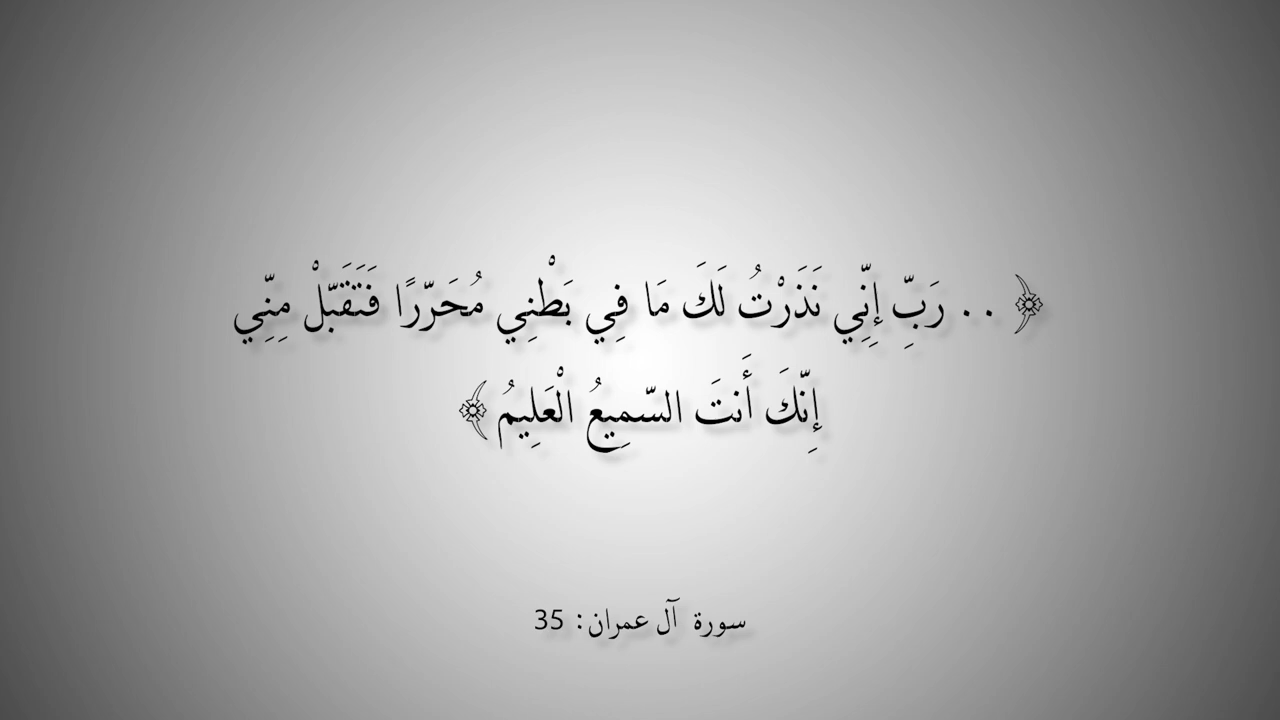 ﴿ .. رَبِّ إِنِّي نَذَرْتُ لَكَ مَا فِي بَطْنِي مُحَرَّرًا فَتَقَبَّلْ مِنِّي
إِنَّكَ أَنتَ السَّمِيعُ الْعَلِيمُ ﴾
سورة آل عمران: 35